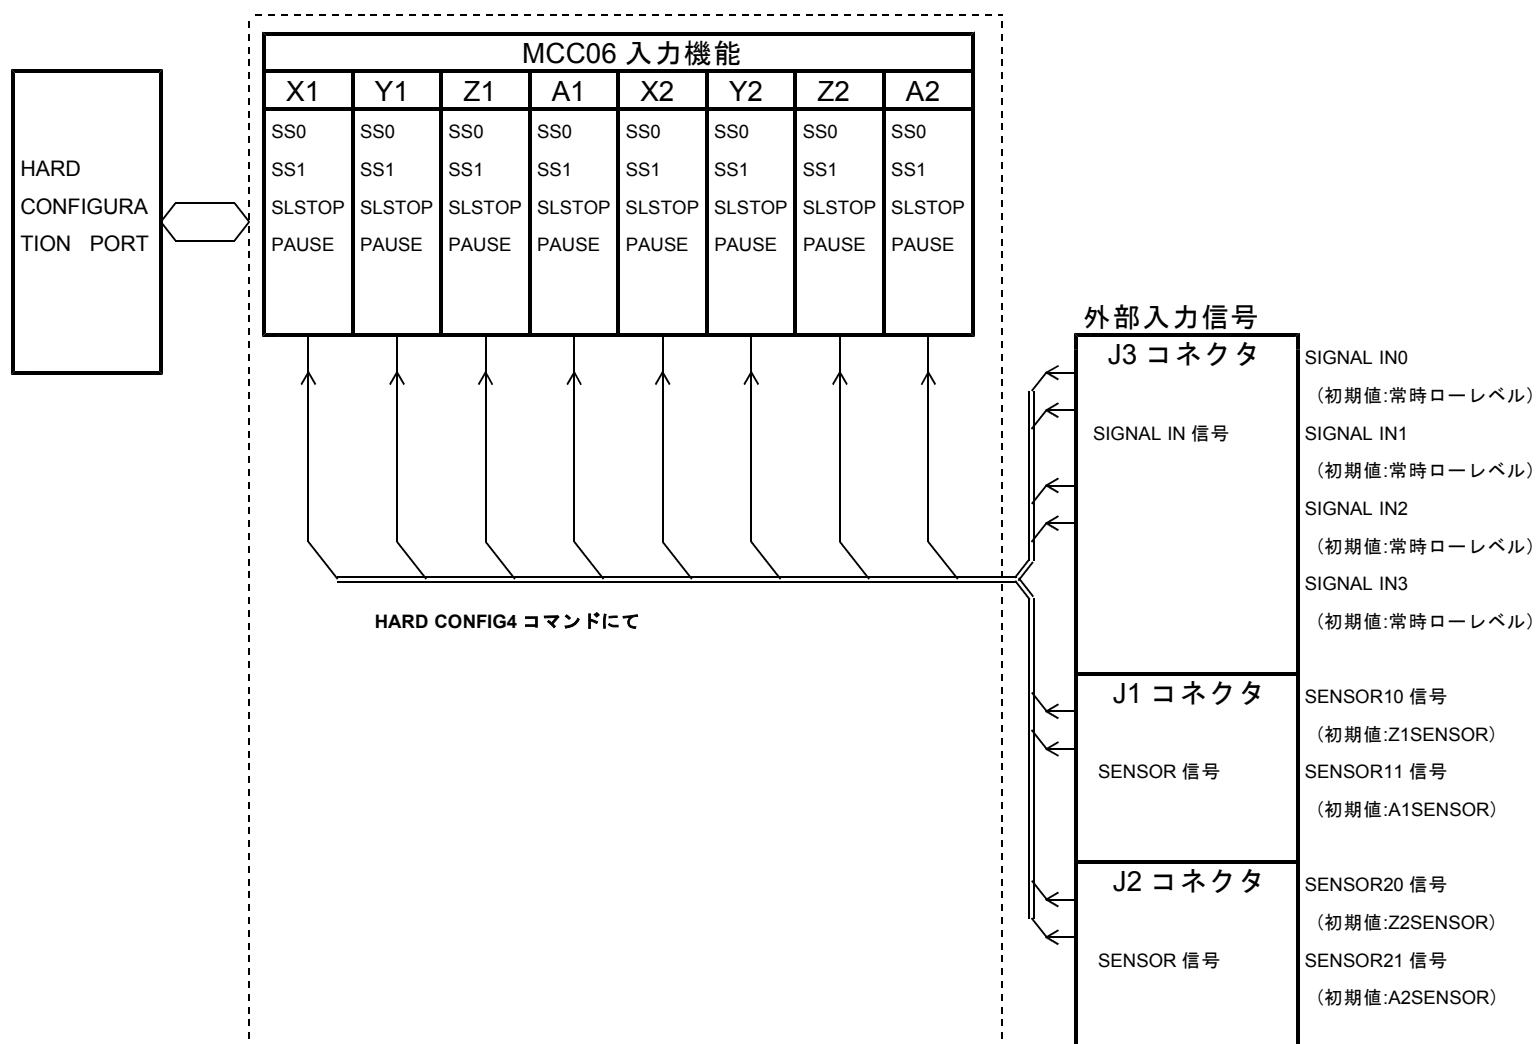 MCC06 入力機能
X1 Y1 Z1 A1 X2 Y2 Z2 A2
SS0 SS0 SS0 SS0 SS0 SS0 SS0 SS0
SS1 SS1 SS1 SS1 SS1 SS1 SS1 SS1
SLSTOP SLSTOP SLSTOP SLSTOP SLSTOP SLSTOP SLSTOP SLSTOP
PAUSE PAUSE PAUSE PAUSE PAUSE PAUSE PAUSE PAUSE
HARD
CONFIGURA
TION PORT
外部入力信号
J3 コネクタ
SIGNAL IN 信号
SIGNAL IN0
（初期値:常時ローレベル）
SIGNAL IN1
（初期値:常時ローレベル）
SIGNAL IN2
（初期値:常時ローレベル）
SIGNAL IN3
（初期値:常時ローレベル）
HARD CONFIG4 コマンドにて
J1 コネクタ
SENSOR 信号
SENSOR10 信号
（初期値:Z1SENSOR）
SENSOR11 信号
（初期値:A1SENSOR）
J2 コネクタ
SENSOR 信号
SENSOR20 信号
（初期値:Z2SENSOR）
SENSOR21 信号
（初期値:A2SENSOR）